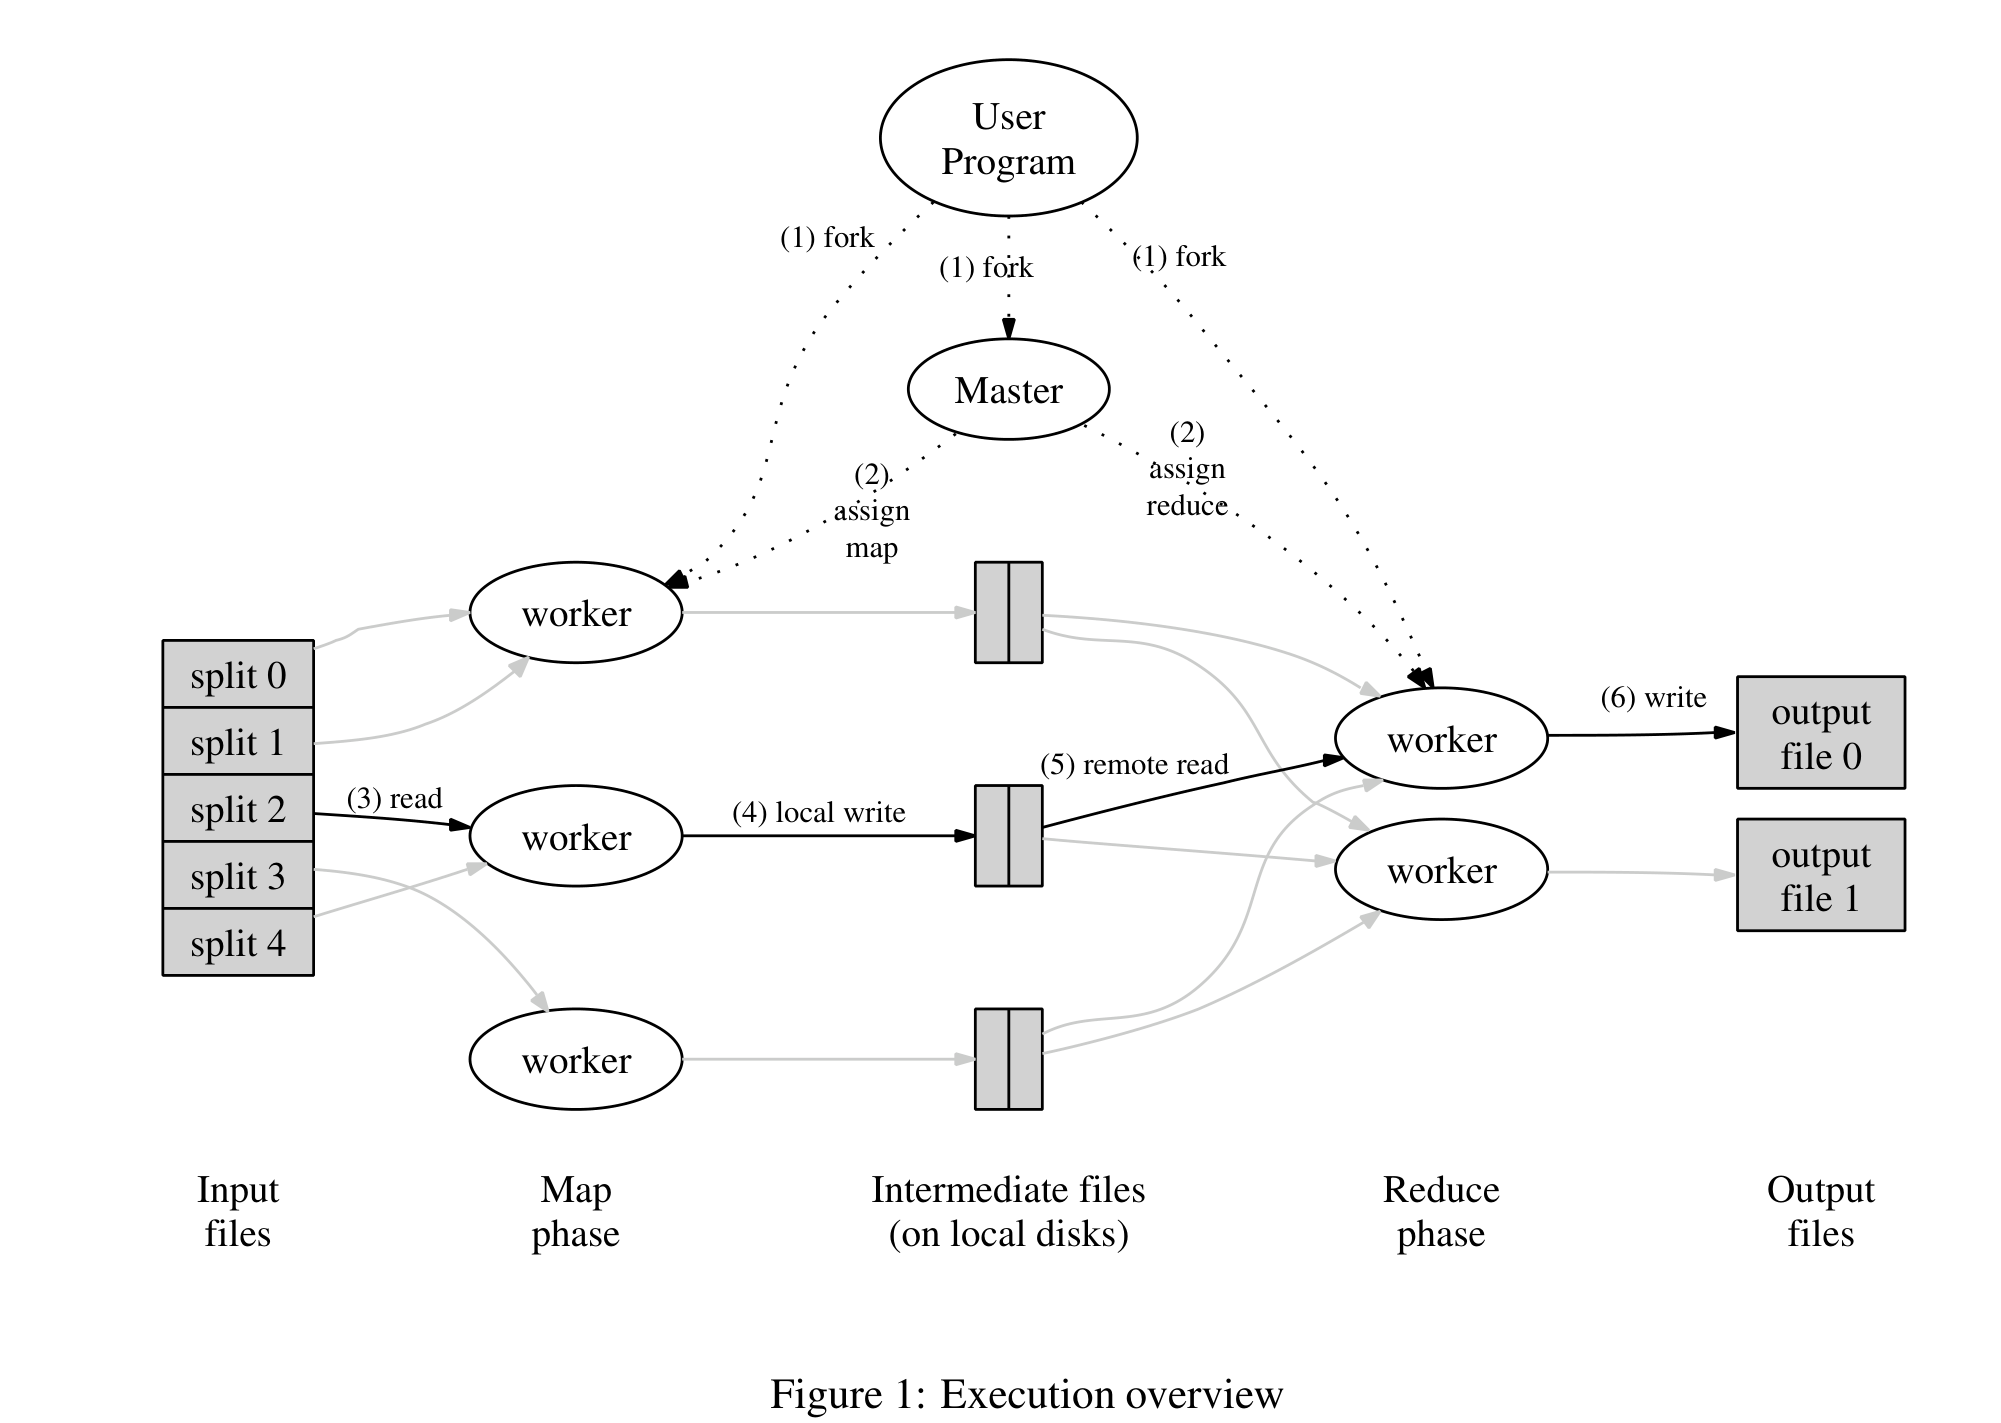 User
Program
(1) fork
(1) fork
(1) fork
Master
(2)
assign
map
(2)
assign
reduce
worker
split 0
split 1
split 2
split 3
split 4
(3) read
worker
(4) local write
worker
(5) remote read
worker
worker
(6) write
output
file 0
output
file 1
Input
files
Map
phase
Intermediate files
(on local disks)
Reduce
phase
Output
files
Figure 1: Execution overview